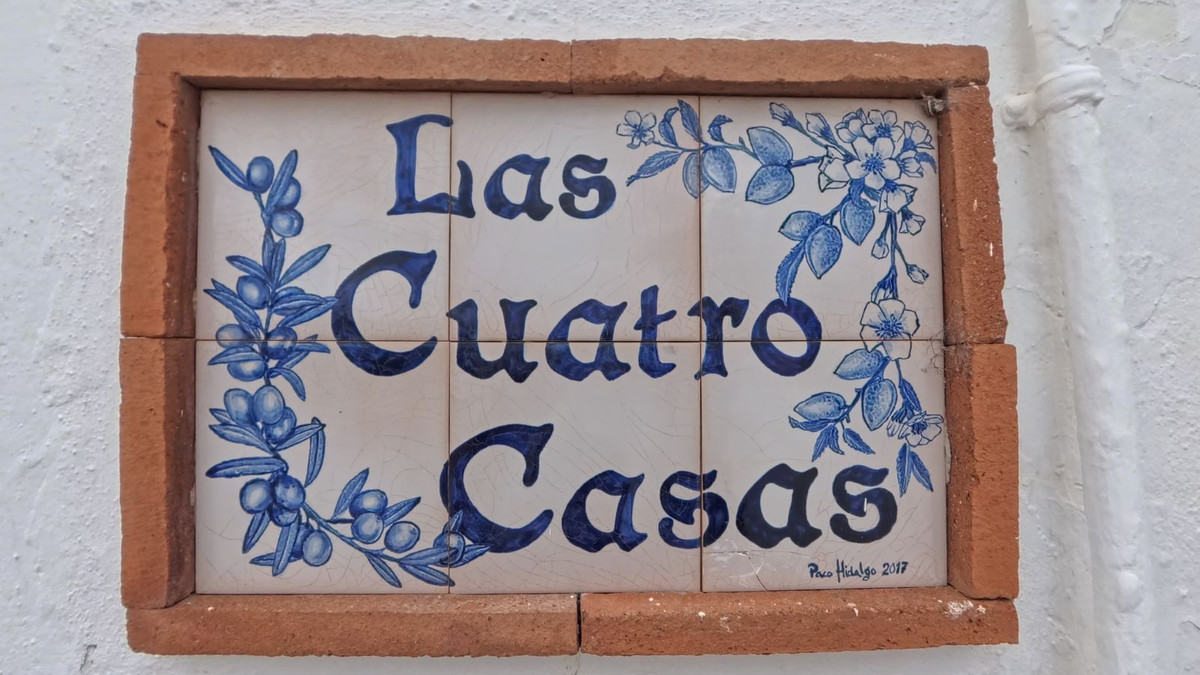 Las
Cuatro
Casas
Paco Hidalgo 2017